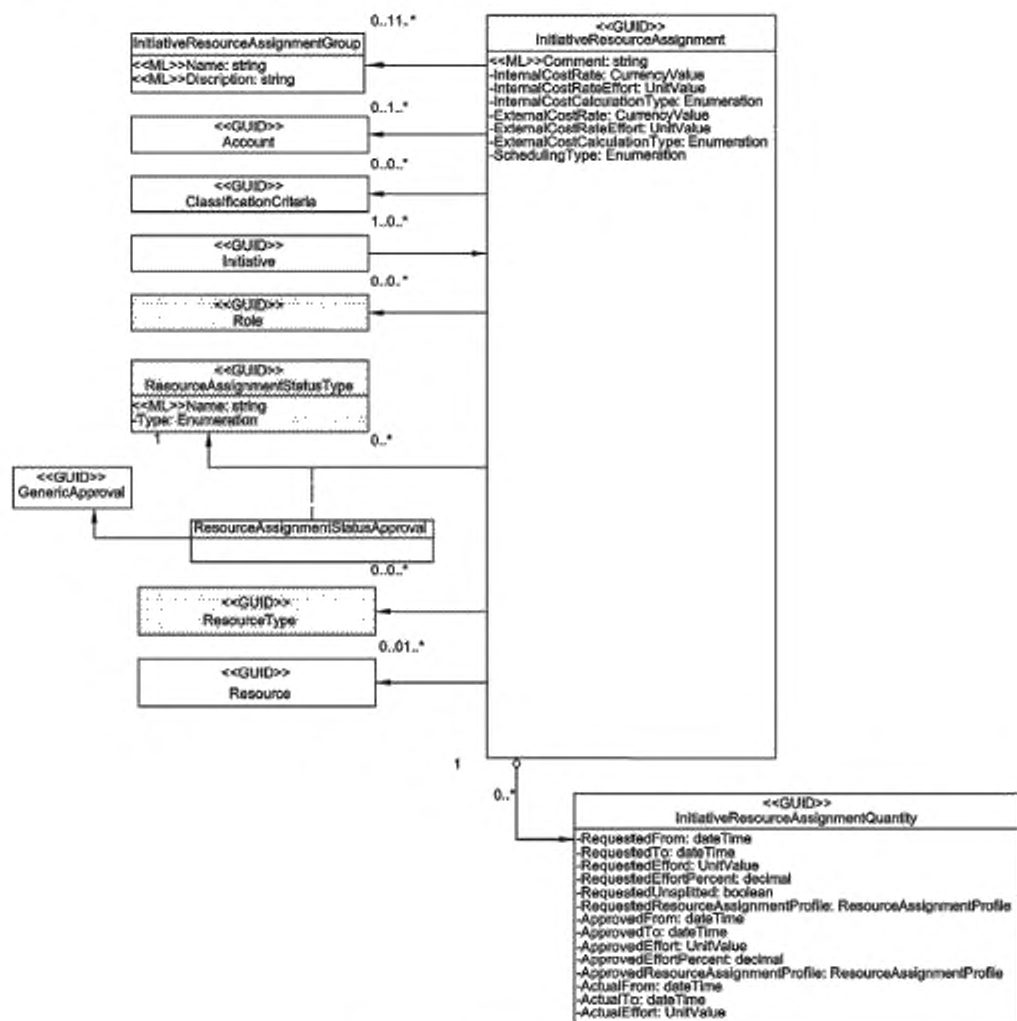 0..11..*
InitiativeResourceAssignmentGroup
<<ML>>Name: string
<<ML>>Discription: string
0..1..*
<<GUID>>
Account
0..0..*
<<GUID>>
ClassificationCriteria
1..0..*
<<GUID>>
Initiative
0..0..*
<<GUID>>
Role
<<GUID>>
ResourceAssignmentStatusType
<<ML>>Name: string
-Type: Enumeration
1
0..*
<<GUID>>
GenericApproval
ResourceAssignmentStatusApproval
0..0..*
<<GUID>>
ResourceType
0..01..*
<<GUID>>
Resource
<<GUID>>
InitiativeResourceAssignment
<<ML>>Comment: string
-InternalCostRate: CurrencyValue
-InternalCostRateEffort: UnitValue
-InternalCostCalculationType: Enumeration
-ExternalCostRate: CurrencyValue
-ExternalCostRateEffort: UnitValue
-ExternalCostCalculationType: Enumeration
-SchedulingType: Enumeration
1
0..*
<<GUID>>
InitiativeResourceAssignmentQuantity
-RequestedFrom: dateTime
-RequestedTo: dateTime
-RequestedEfford: UnitValue
-RequestedEffortPercent: decimal
-RequestedUnsplitted: boolean
-RequestedResourceAssignmentProfile: ResourceAssignmentProfile
-ApprovedFrom: dateTime
-ApprovedTo: dateTime
-ApprovedEffort: UnitValue
-ApprovedEffortPercent: decimal
-ApprovedResourceAssignmentProfile: ResourceAssignmentProfile
-ActualFrom: dateTime
-ActualTo: dateTime
-ActualEffort: UnitValue